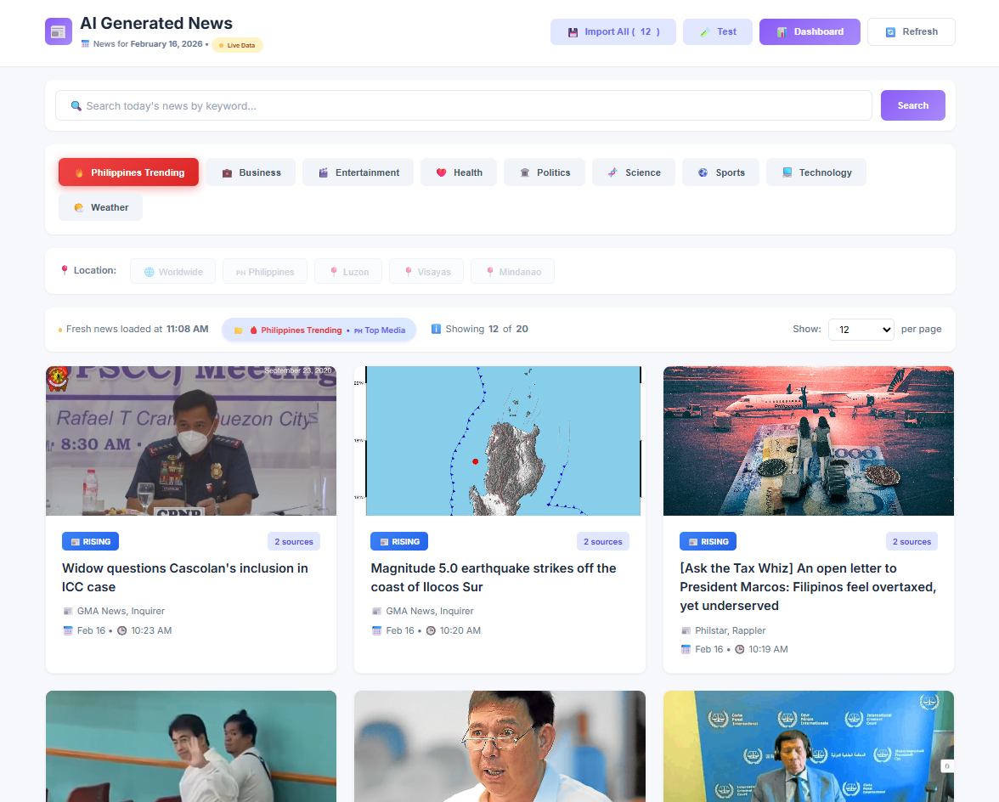 AI Generated News
News for February 16, 2026 • Live Data
Import All ( 12 )
Test
Dashboard
Refresh
Search today's news by keyword...
Search
Philippines Trending
Business
Entertainment
Health
Politics
Science
Sports
Technology
Weather
Location:
Worldwide
PH Philippines
Luzon
Visayas
Mindanao
Fresh news loaded at 11:08 AM
Philippines Trending • PH Top Media
Showing 12 of 20
Show: 12 per page
PSCCJ Meeting
September 23, 2020
Rafael T Cram
Quezon City
8:30 AM
RISING
2 sources
Widow questions Cascolan's inclusion in
ICC case
GMA News, Inquirer
Feb 16 • 10:23 AM
RISING
2 sources
Magnitude 5.0 earthquake strikes off the
coast of Ilocos Sur
GMA News, Inquirer
Feb 16 • 10:20 AM
Philippines
RISING
2 sources
[Ask the Tax Whiz] An open letter to
President Marcos: Filipinos feel overtaxed,
yet underserved
Philstar, Rappler
Feb 16 • 10:19 AM
International
Criminal
Court
0